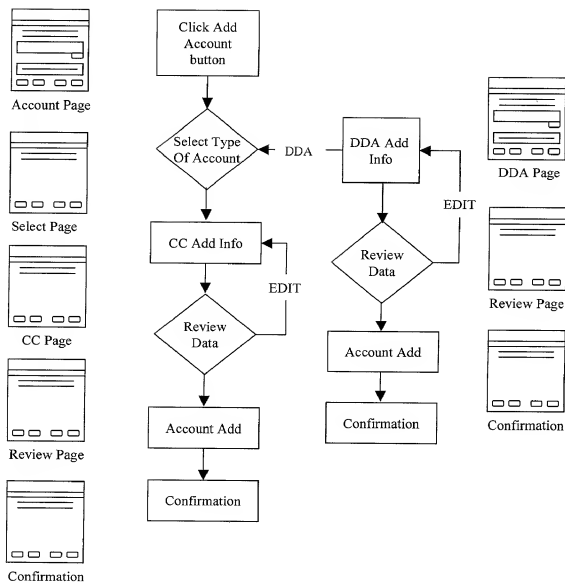 Account Page
Select Page
CC Page
Review Page
Confirmation
Click Add
Account
button
Select Type
Of Account
DDA
CC Add Info
EDIT
Review
Data
Account Add
Confirmation
DDA Add
Info
EDIT
Review
Data
Account Add
Confirmation
DDA Page
Review Page
Confirmation